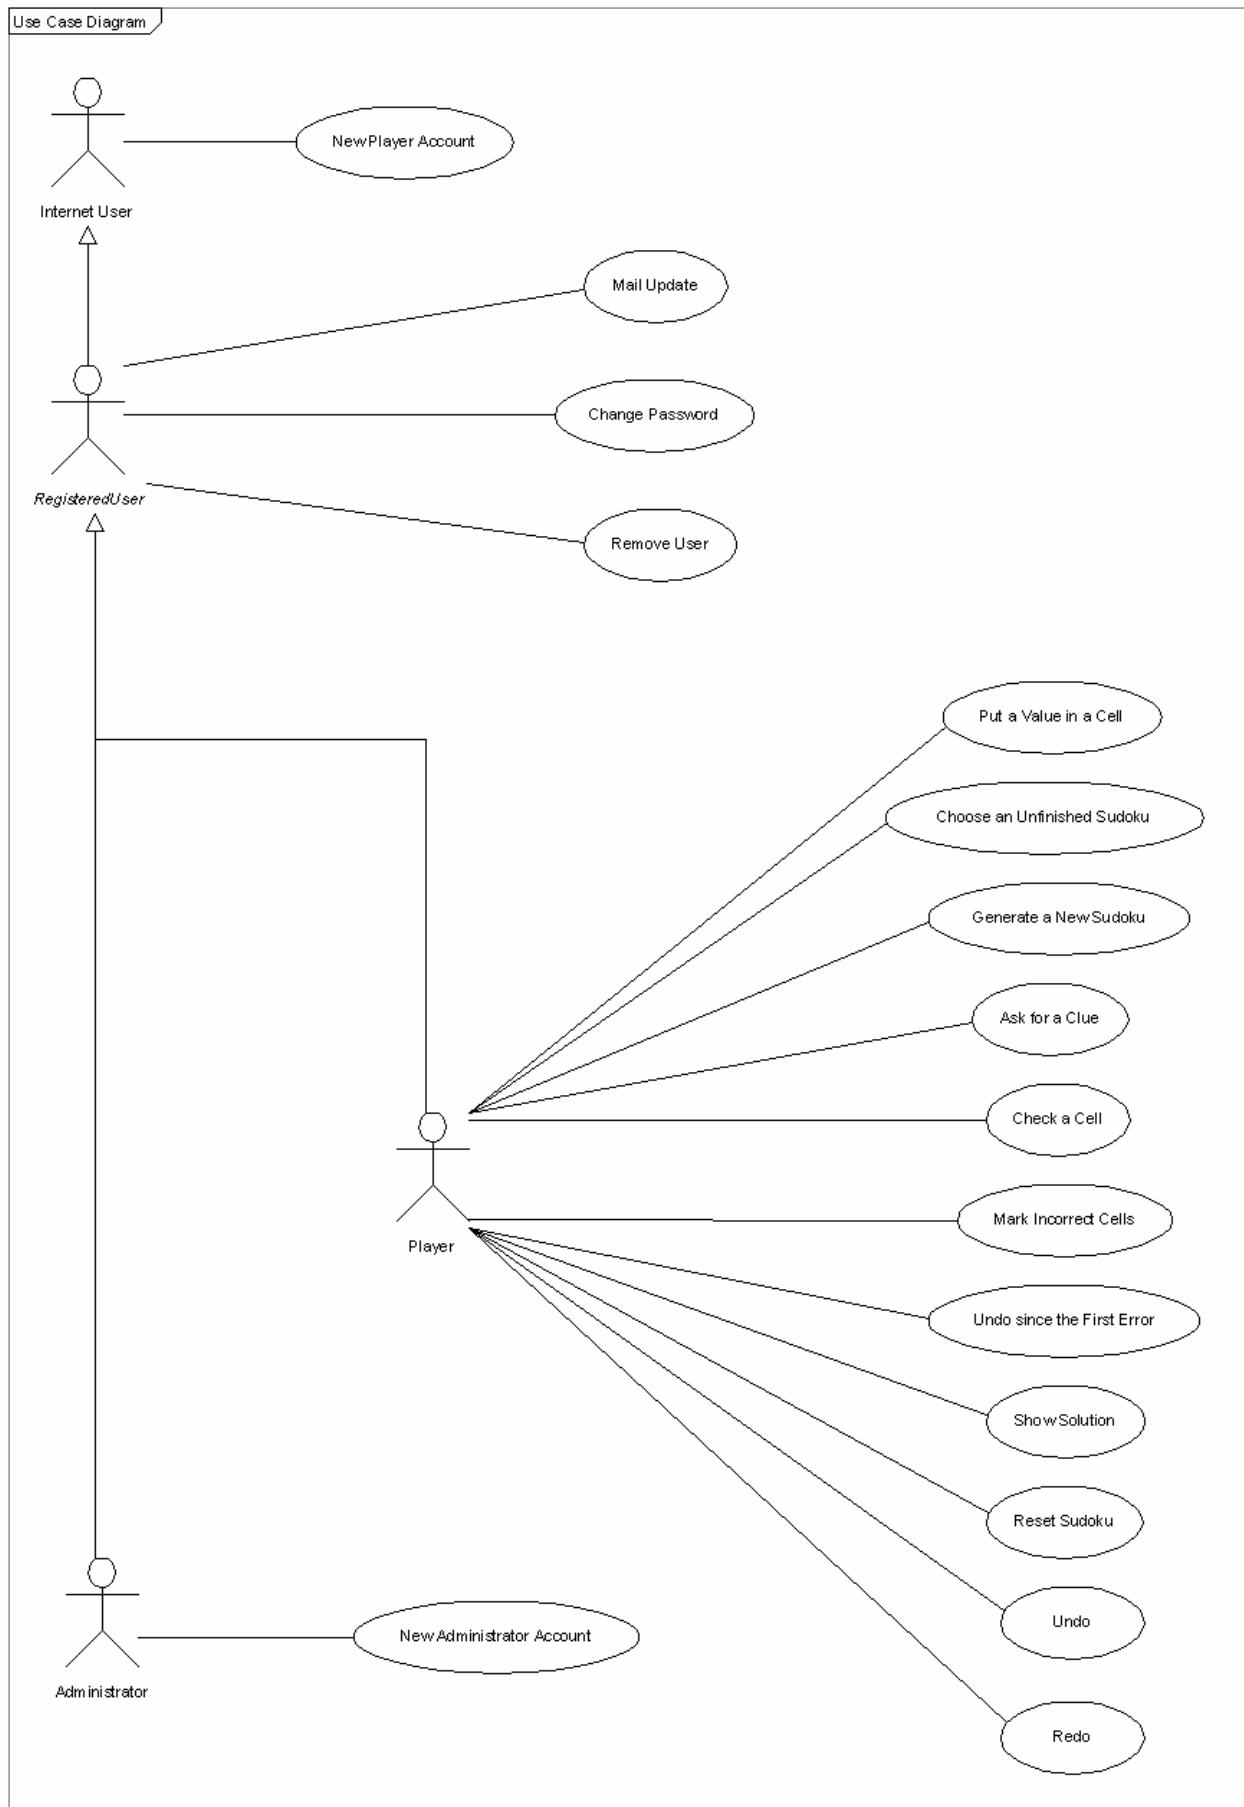 Use Case Diagram
New Player Account
Internet User
Mail Update
Change Password
RegisteredUser
Remove User
Put a Value in a Cell
Choose an Unfinished Sudoku
Generate a New Sudoku
Ask for a Clue
Check a Cell
Mark Incorrect Cells
Player
Undo since the First Error
Show Solution
Reset Sudoku
Undo
New Administrator Account
Administrator
Redo